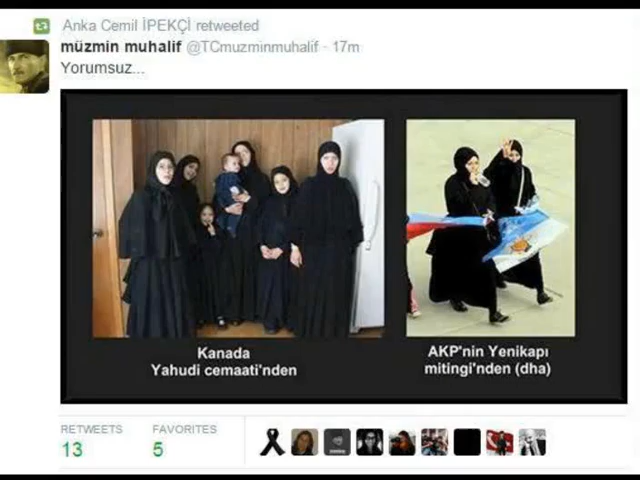 Anka Cemil İPEKÇİ retweeted
müzmin muhalif @TCmuzminmuhalif · 17m
Yorumsuz...
Kanada
Yahudi cemaati'nden
AKP'nin Yenikapı
mitingi'nden (dha)
RETWEETS
13
FAVORITES
5